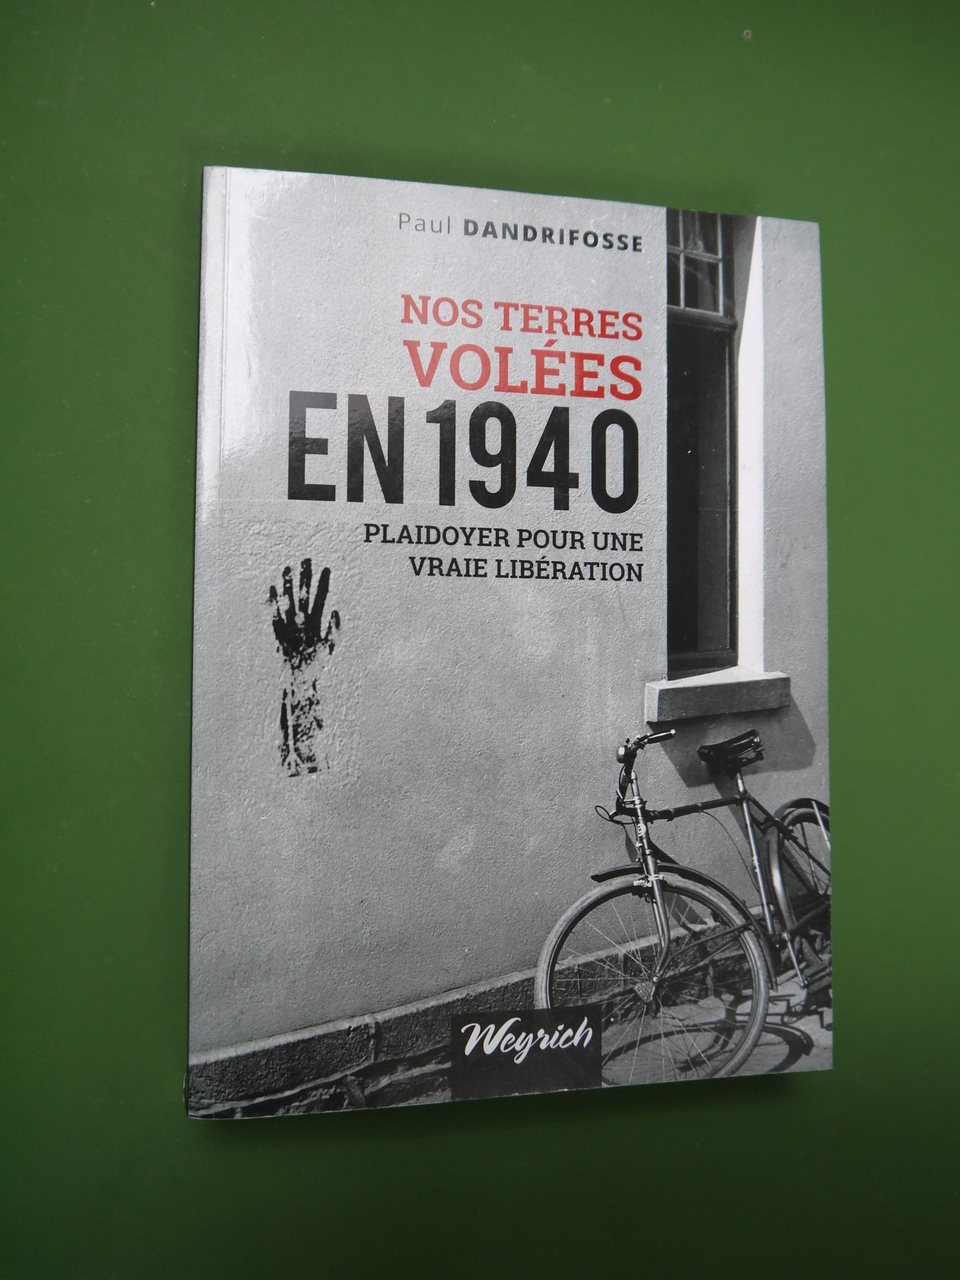 Paul DANDRIFOSSE
NOS TERRES
VOLÉES
EN 1940
PLAIDOYER POUR UNE
VRAIE LIBÉRATION
Weyrich